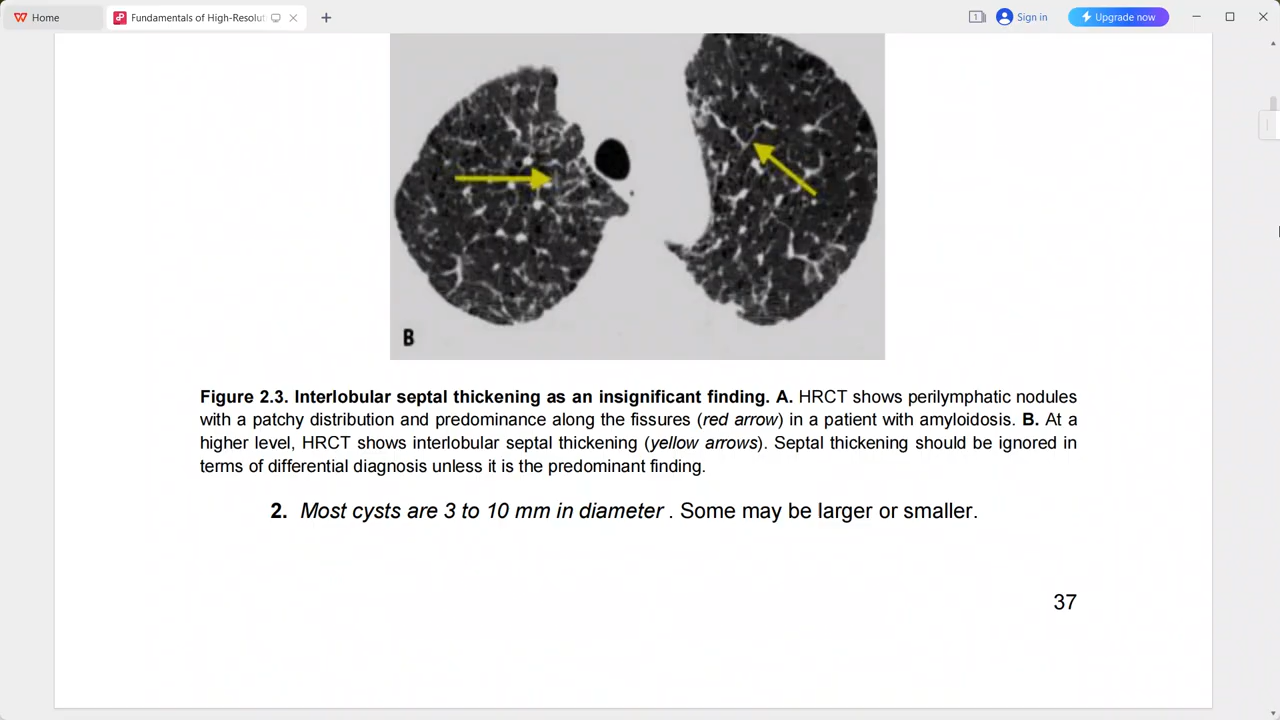 Home
Fundamentals of High-Resolut
1
Sign in
Upgrade now
B
Figure 2.3. Interlobular septal thickening as an insignificant finding. A. HRCT shows perilymphatic nodules
with a patchy distribution and predominance along the fissures (red arrow) in a patient with amyloidosis. B. At a
higher level, HRCT shows interlobular septal thickening (yellow arrows). Septal thickening should be ignored in
terms of differential diagnosis unless it is the predominant finding.
2. Most cysts are 3 to 10 mm in diameter . Some may be larger or smaller.
37